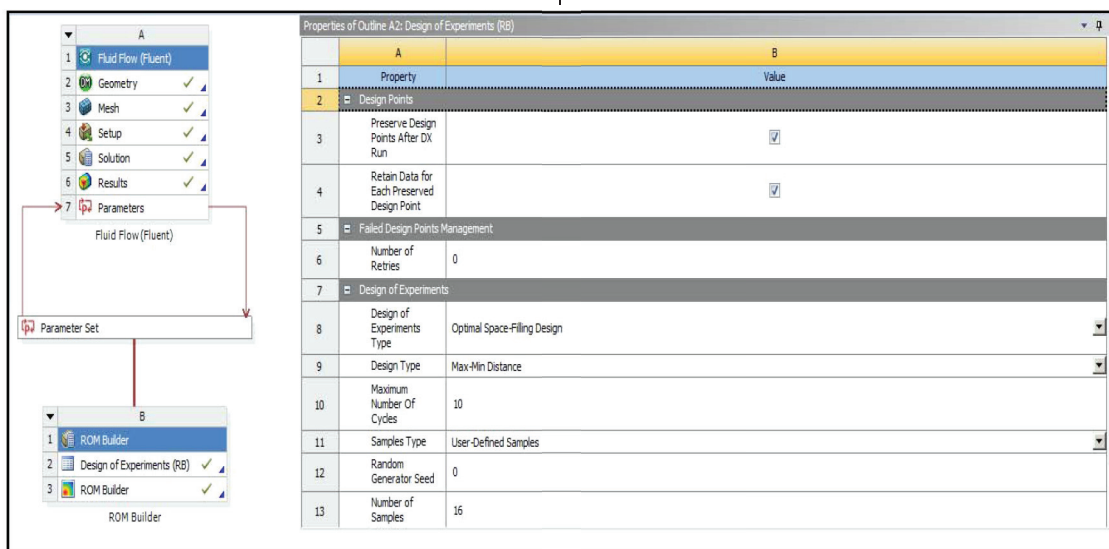 A
1 Fluid Flow (Fluent)
2 Geometry
3 Mesh
4 Setup
5 Solution
6 Results
7 Parameters
Fluid Flow (Fluent)
Parameter Set
B
1 ROM Builder
2 Design of Experiments (RB)
3 ROM Builder
ROM Builder
Properties of Outline A2: Design of Experiments (RB)
A B
1 Property Value
2 Design Points
3 Preserve Design
Points After DX
Run
4 Retain Data for
Each Preserved
Design Point
5 Failed Design Points Management
6 Number of
Retries 0
7 Design of Experiments
8 Design of
Experiments
Type Optimal Space-Filling Design
9 Design Type Max-Min Distance
10 Maximum
Number Of
Cycles 10
11 Samples Type User-Defined Samples
12 Random
Generator Seed 0
13 Number of
Samples 16